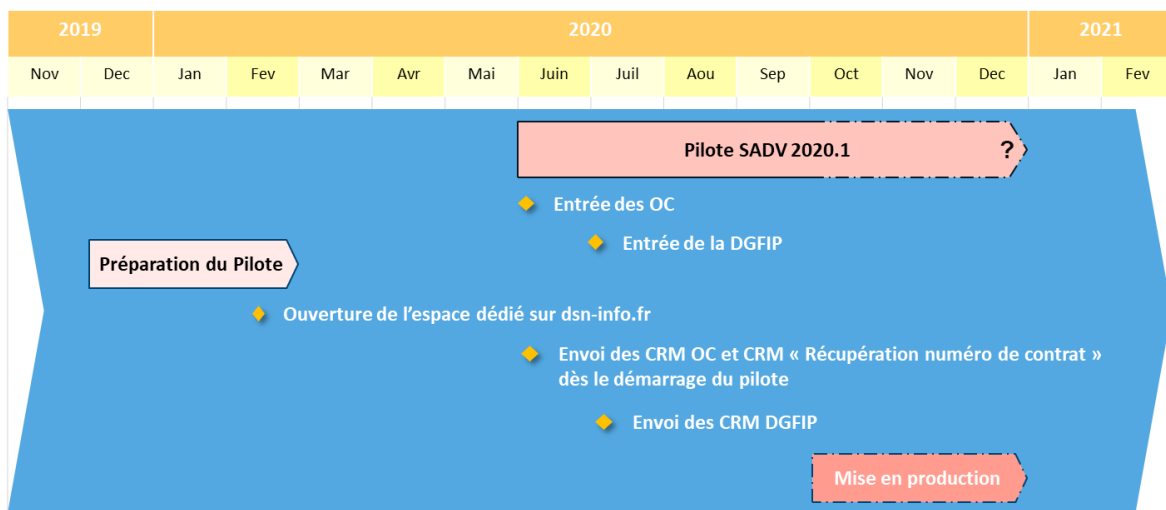 2019 2020 2021
Nov Dec Jan Fev Mar Avr Mai Juin Juil Aou Sep Oct Nov Dec Jan Fev
Pilote SADV 2020.1 ?
Entrée des OC
Entrée de la DGFIP
Préparation du Pilote
Ouverture de l’espace dédié sur dsn-info.fr
Envoi des CRM OC et CRM « Récupération numéro de contrat »
dès le démarrage du pilote
Envoi des CRM DGFIP
Mise en production